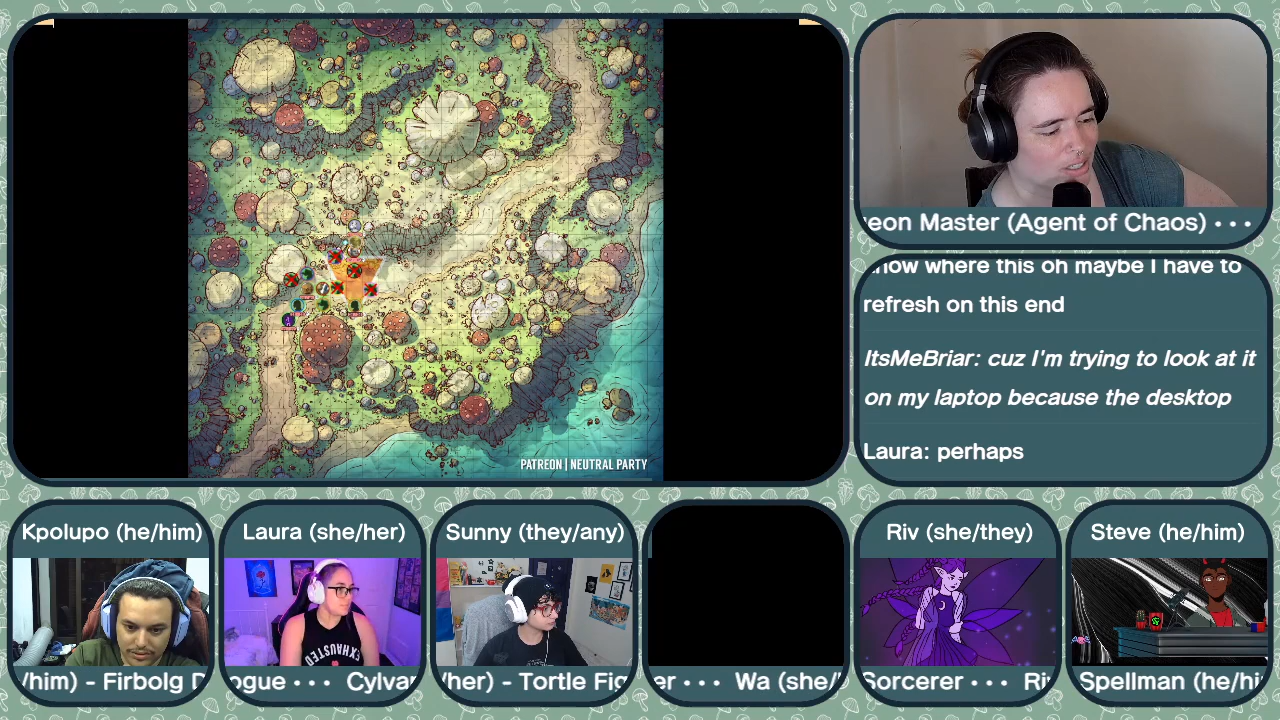 PATREON | NEUTRAL PARTY
eon Master (Agent of Chaos) • • •
know where this oh maybe I have to
refresh on this end
ItsMeBriar: cuz I'm trying to look at it
on my laptop because the desktop
Laura: perhaps
Kpolupo (he/him)
Laura (she/her)
Sunny (they/any)
Riv (she/they)
Steve (he/him)
/him) - Firbolg D
ogue • • • Cylvar
/her) - Tortle Fig
er • • • Wa (she/
Sorcerer • • • Ri
Spellman (he/hi
EXHAUSTED